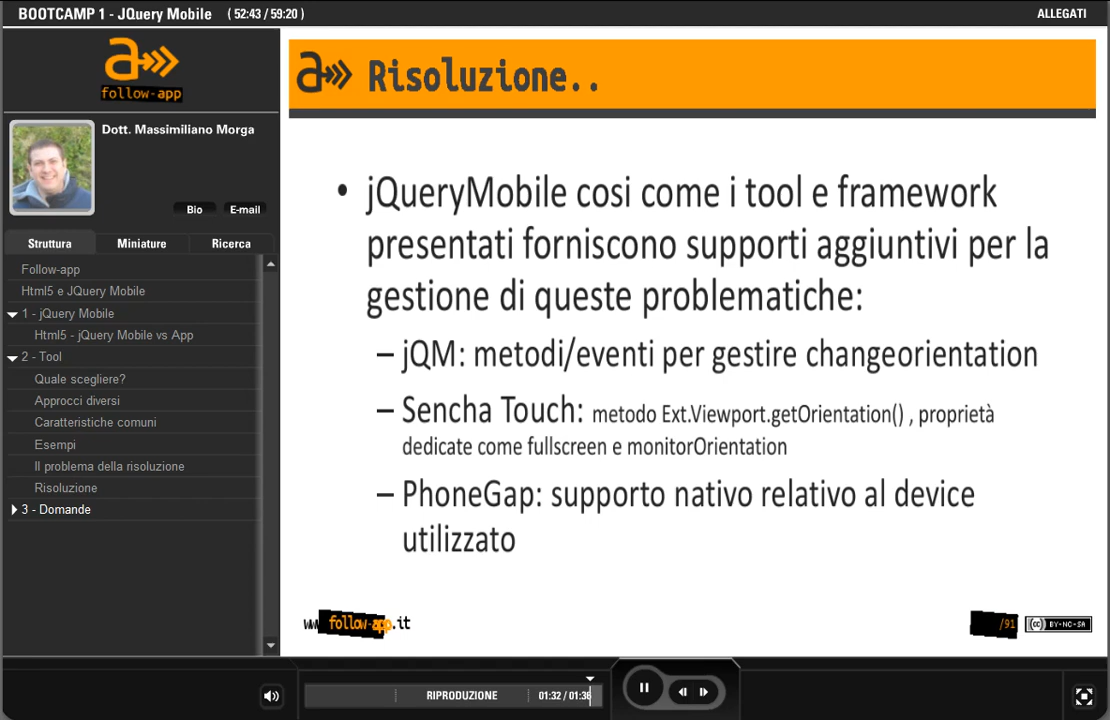 BOOTCAMP 1 - JQuery Mobile ( 52:43 / 59:20 )
ALLEGATI
a
follow-app
Dott. Massimiliano Morga
Bio
E-mail
Struttura
Miniature
Ricerca
Follow-app
Html5 e JQuery Mobile
1 - jQuery Mobile
Html5 - jQuery Mobile vs App
2 - Tool
Quale scegliere?
Approcci diversi
Caratteristiche comuni
Esempi
Il problema della risoluzione
Risoluzione
3 - Domande
a Risoluzione..
• jQueryMobile cosi come i tool e framework
presentati forniscono supporti aggiuntivi per la
gestione di queste problematiche:
– jQM: metodi/eventi per gestire changeorientation
– Sencha Touch: metodo Ext.Viewport.getOrientation() , proprietà
dedicate come fullscreen e monitorOrientation
– PhoneGap: supporto nativo relativo al device
utilizzato
www.follow-app.it
/91
cc BY-NC-SA
RIPRODUZIONE
01:32 / 01:36